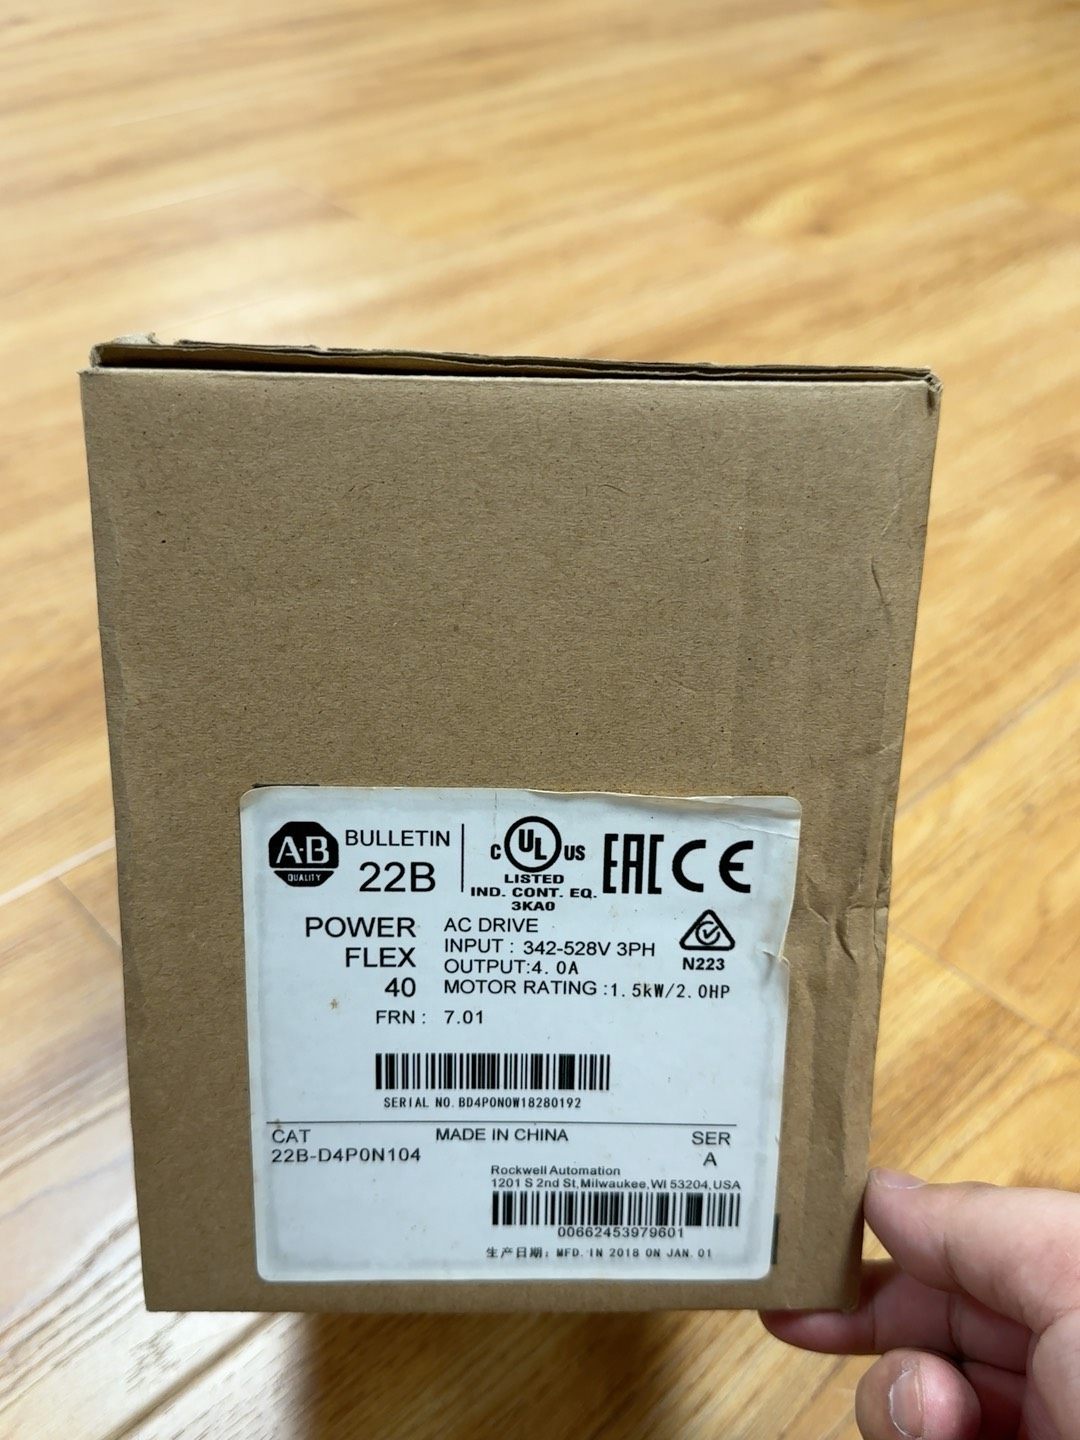 A·B
QUALITY
BULLETIN
22B
C UL US
LISTED
IND. CONT. EQ.
3KA0
EAC CE
POWER
FLEX
40
AC DRIVE
INPUT : 342-528V 3PH
OUTPUT:4.0A
MOTOR RATING :1.5kW/2.0HP
N223
FRN : 7.01
SERIAL NO. BD4P0N0W18280192
CAT
22B-D4P0N104
MADE IN CHINA
SER
A
Rockwell Automation
1201 S 2nd St,Milwaukee,WI 53204,USA
00662453979601
生产日期: MFD. IN 2018 ON JAN. 01